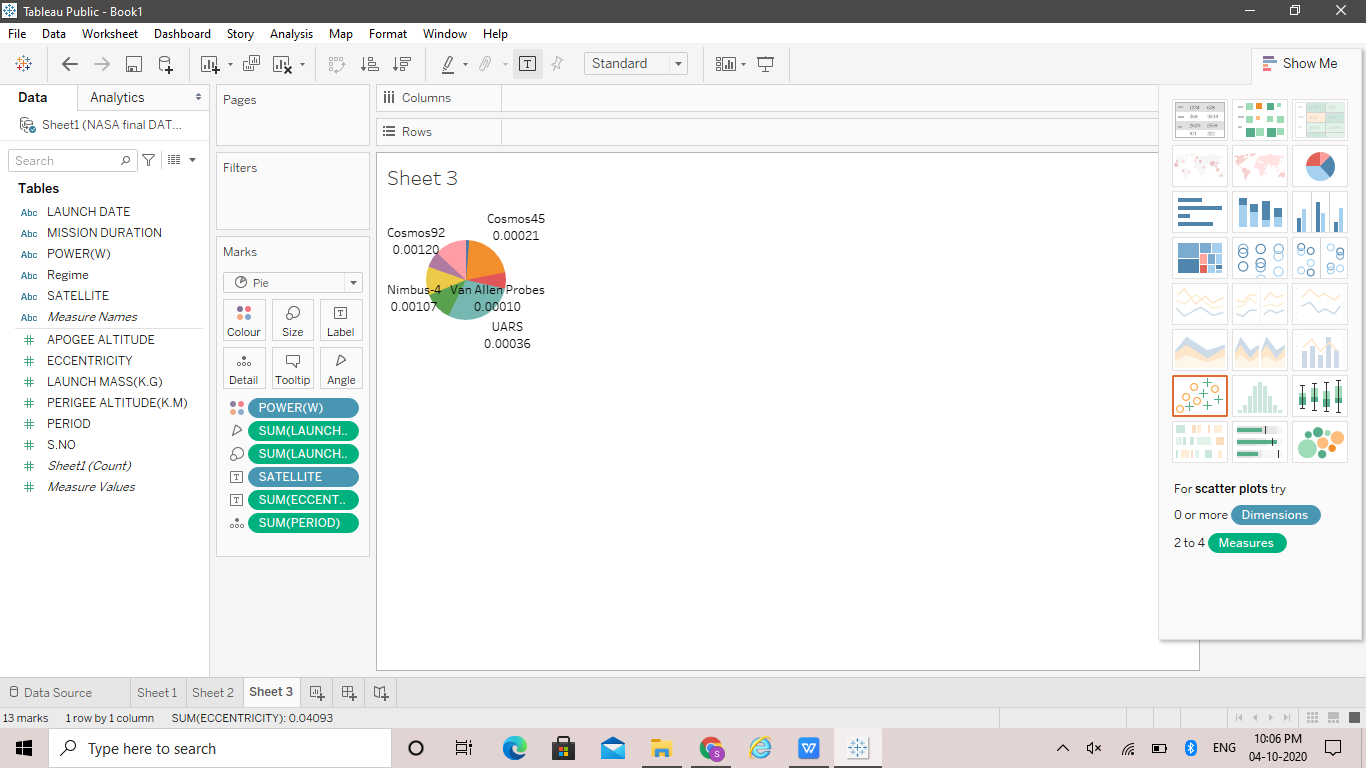 Tableau Public - Book1
File Data Worksheet Dashboard Story Analysis Map Format Window Help
Standard
Show Me
Data Analytics
Sheet1 (NASA final DAT...
Search
Tables
Abc LAUNCH DATE
Abc MISSION DURATION
Abc POWER(W)
Abc Regime
Abc SATELLITE
Abc Measure Names
# APOGEE ALTITUDE
# ECCENTRICITY
# LAUNCH MASS(K.G)
# PERIGEE ALTITUDE(K.M)
# PERIOD
# S.NO
# Sheet1 (Count)
# Measure Values
Pages
Filters
Marks
Pie
Colour Size Label
Detail Tooltip Angle
POWER(W)
SUM(LAUNCH..
SUM(LAUNCH..
SATELLITE
SUM(ECCENT..
SUM(PERIOD)
Columns
Rows
Sheet 3
Cosmos45
0.00021
Cosmos92
0.00120
Nimbus-4
0.00107
Van Allen Probes
0.00010
UARS
0.00036
For scatter plots try
0 or more Dimensions
2 to 4 Measures
Data Source Sheet 1 Sheet 2 Sheet 3
13 marks 1 row by 1 column SUM(ECCENTRICITY): 0.04093
Type here to search
ENG
10:06 PM
04-10-2020